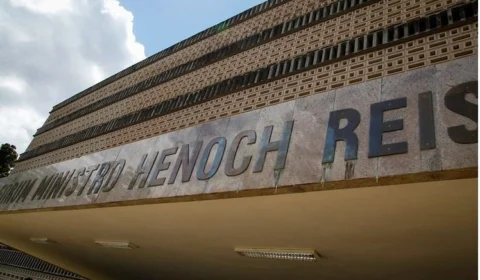 MINISTRO HENOCH REIS